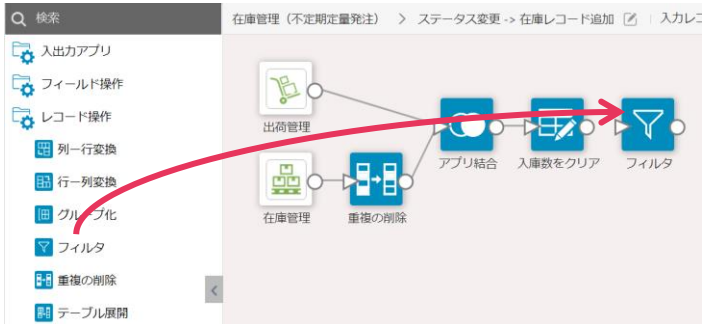 検索
在庫管理（不定期定量発注） > ステータス変更 -> 在庫レコード追加 入力レコ
入出力アプリ
フィールド操作
レコード操作
列ー行変換
行ー列変換
グループ化
フィルタ
重複の削除
テーブル展開
出荷管理
アプリ結合
入庫数をクリア
フィルタ
在庫管理
重複の削除